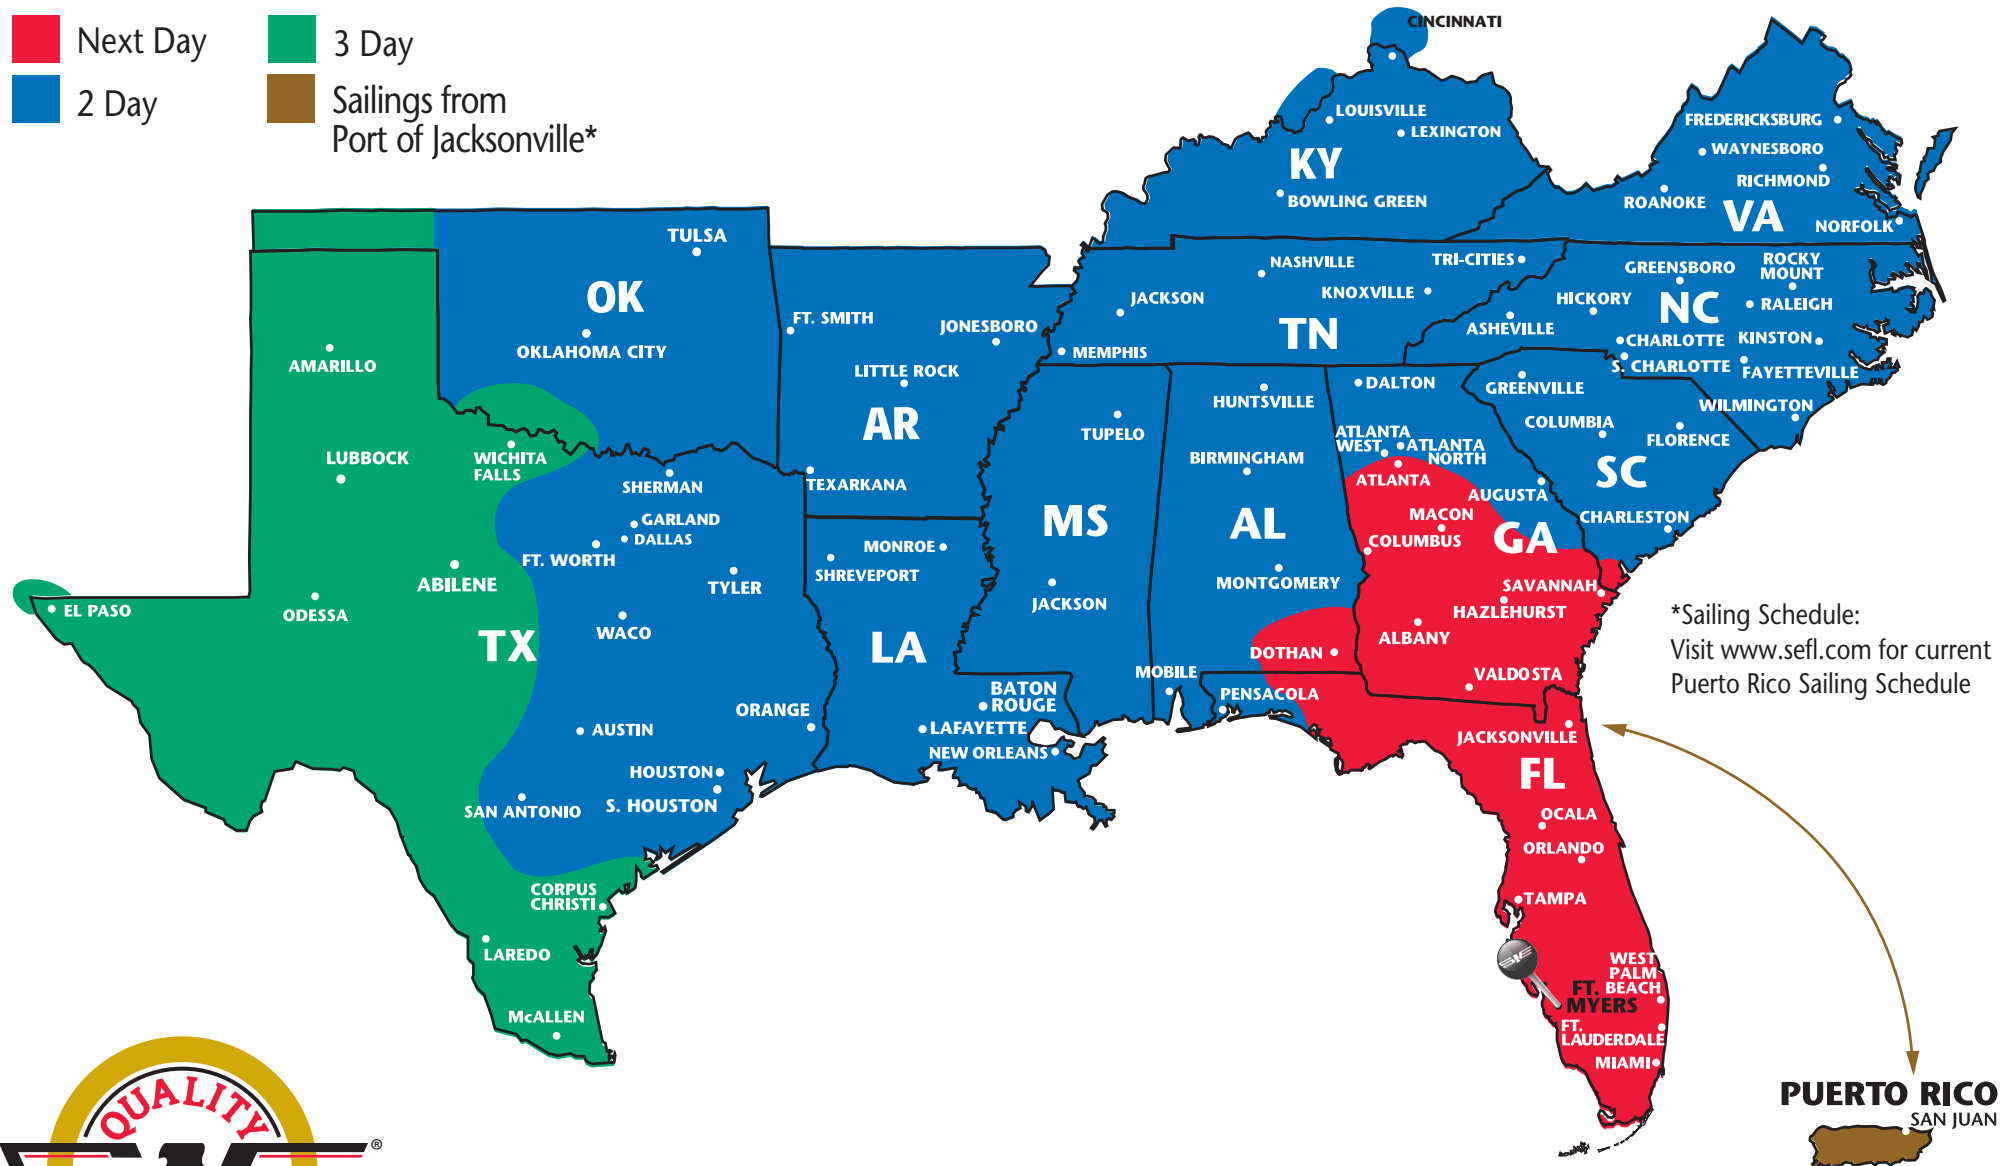 Next Day
3 Day
2 Day
Sailings from
Port of Jacksonville*
CINCINNATI
LOUISVILLE
LEXINGTON
KY
BOWLING GREEN
FREDERICKSBURG
WAYNESBORO
RICHMOND
ROANOKE
VA
NORFOLK
TULSA
OK
OKLAHOMA CITY
FT. SMITH
JONESBORO
LITTLE ROCK
AR
TEXARKANA
NASHVILLE
TRI-CITIES
JACKSON
KNOXVILLE
TN
MEMPHIS
GREENSBORO
ROCKY
MOUNT
HICKORY
NC
RALEIGH
ASHEVILLE
CHARLOTTE
KINSTON
S. CHARLOTTE
FAYETTEVILLE
WILMINGTON
GREENVILLE
COLUMBIA
FLORENCE
SC
CHARLESTON
AMARILLO
LUBBOCK
WICHITA
FALLS
SHERMAN
GARLAND
DALLAS
FT. WORTH
ABILENE
TYLER
EL PASO
ODESSA
WACO
TX
AUSTIN
ORANGE
HOUSTON
S. HOUSTON
SAN ANTONIO
CORPUS
CHRISTI
LAREDO
McALLEN
MONROE
SHREVEPORT
LA
BATON
ROUGE
LAFAYETTE
NEW ORLEANS
TUPELO
MS
JACKSON
HUNTSVILLE
BIRMINGHAM
AL
MONTGOMERY
DOTHAN
MOBILE
PENSACOLA
DALTON
ATLANTA
WEST
ATLANTA
NORTH
ATLANTA
AUGUSTA
MACON
COLUMBUS
GA
SAVANNAH
HAZLEHURST
ALBANY
VALDOSTA
JACKSONVILLE
FL
OCALA
ORLANDO
TAMPA
WEST
PALM
BEACH
FT.
MYERS
FT.
LAUDERDALE
MIAMI
*Sailing Schedule:
Visit www.sefl.com for current
Puerto Rico Sailing Schedule
PUERTO RICO
SAN JUAN
QUALITY
®